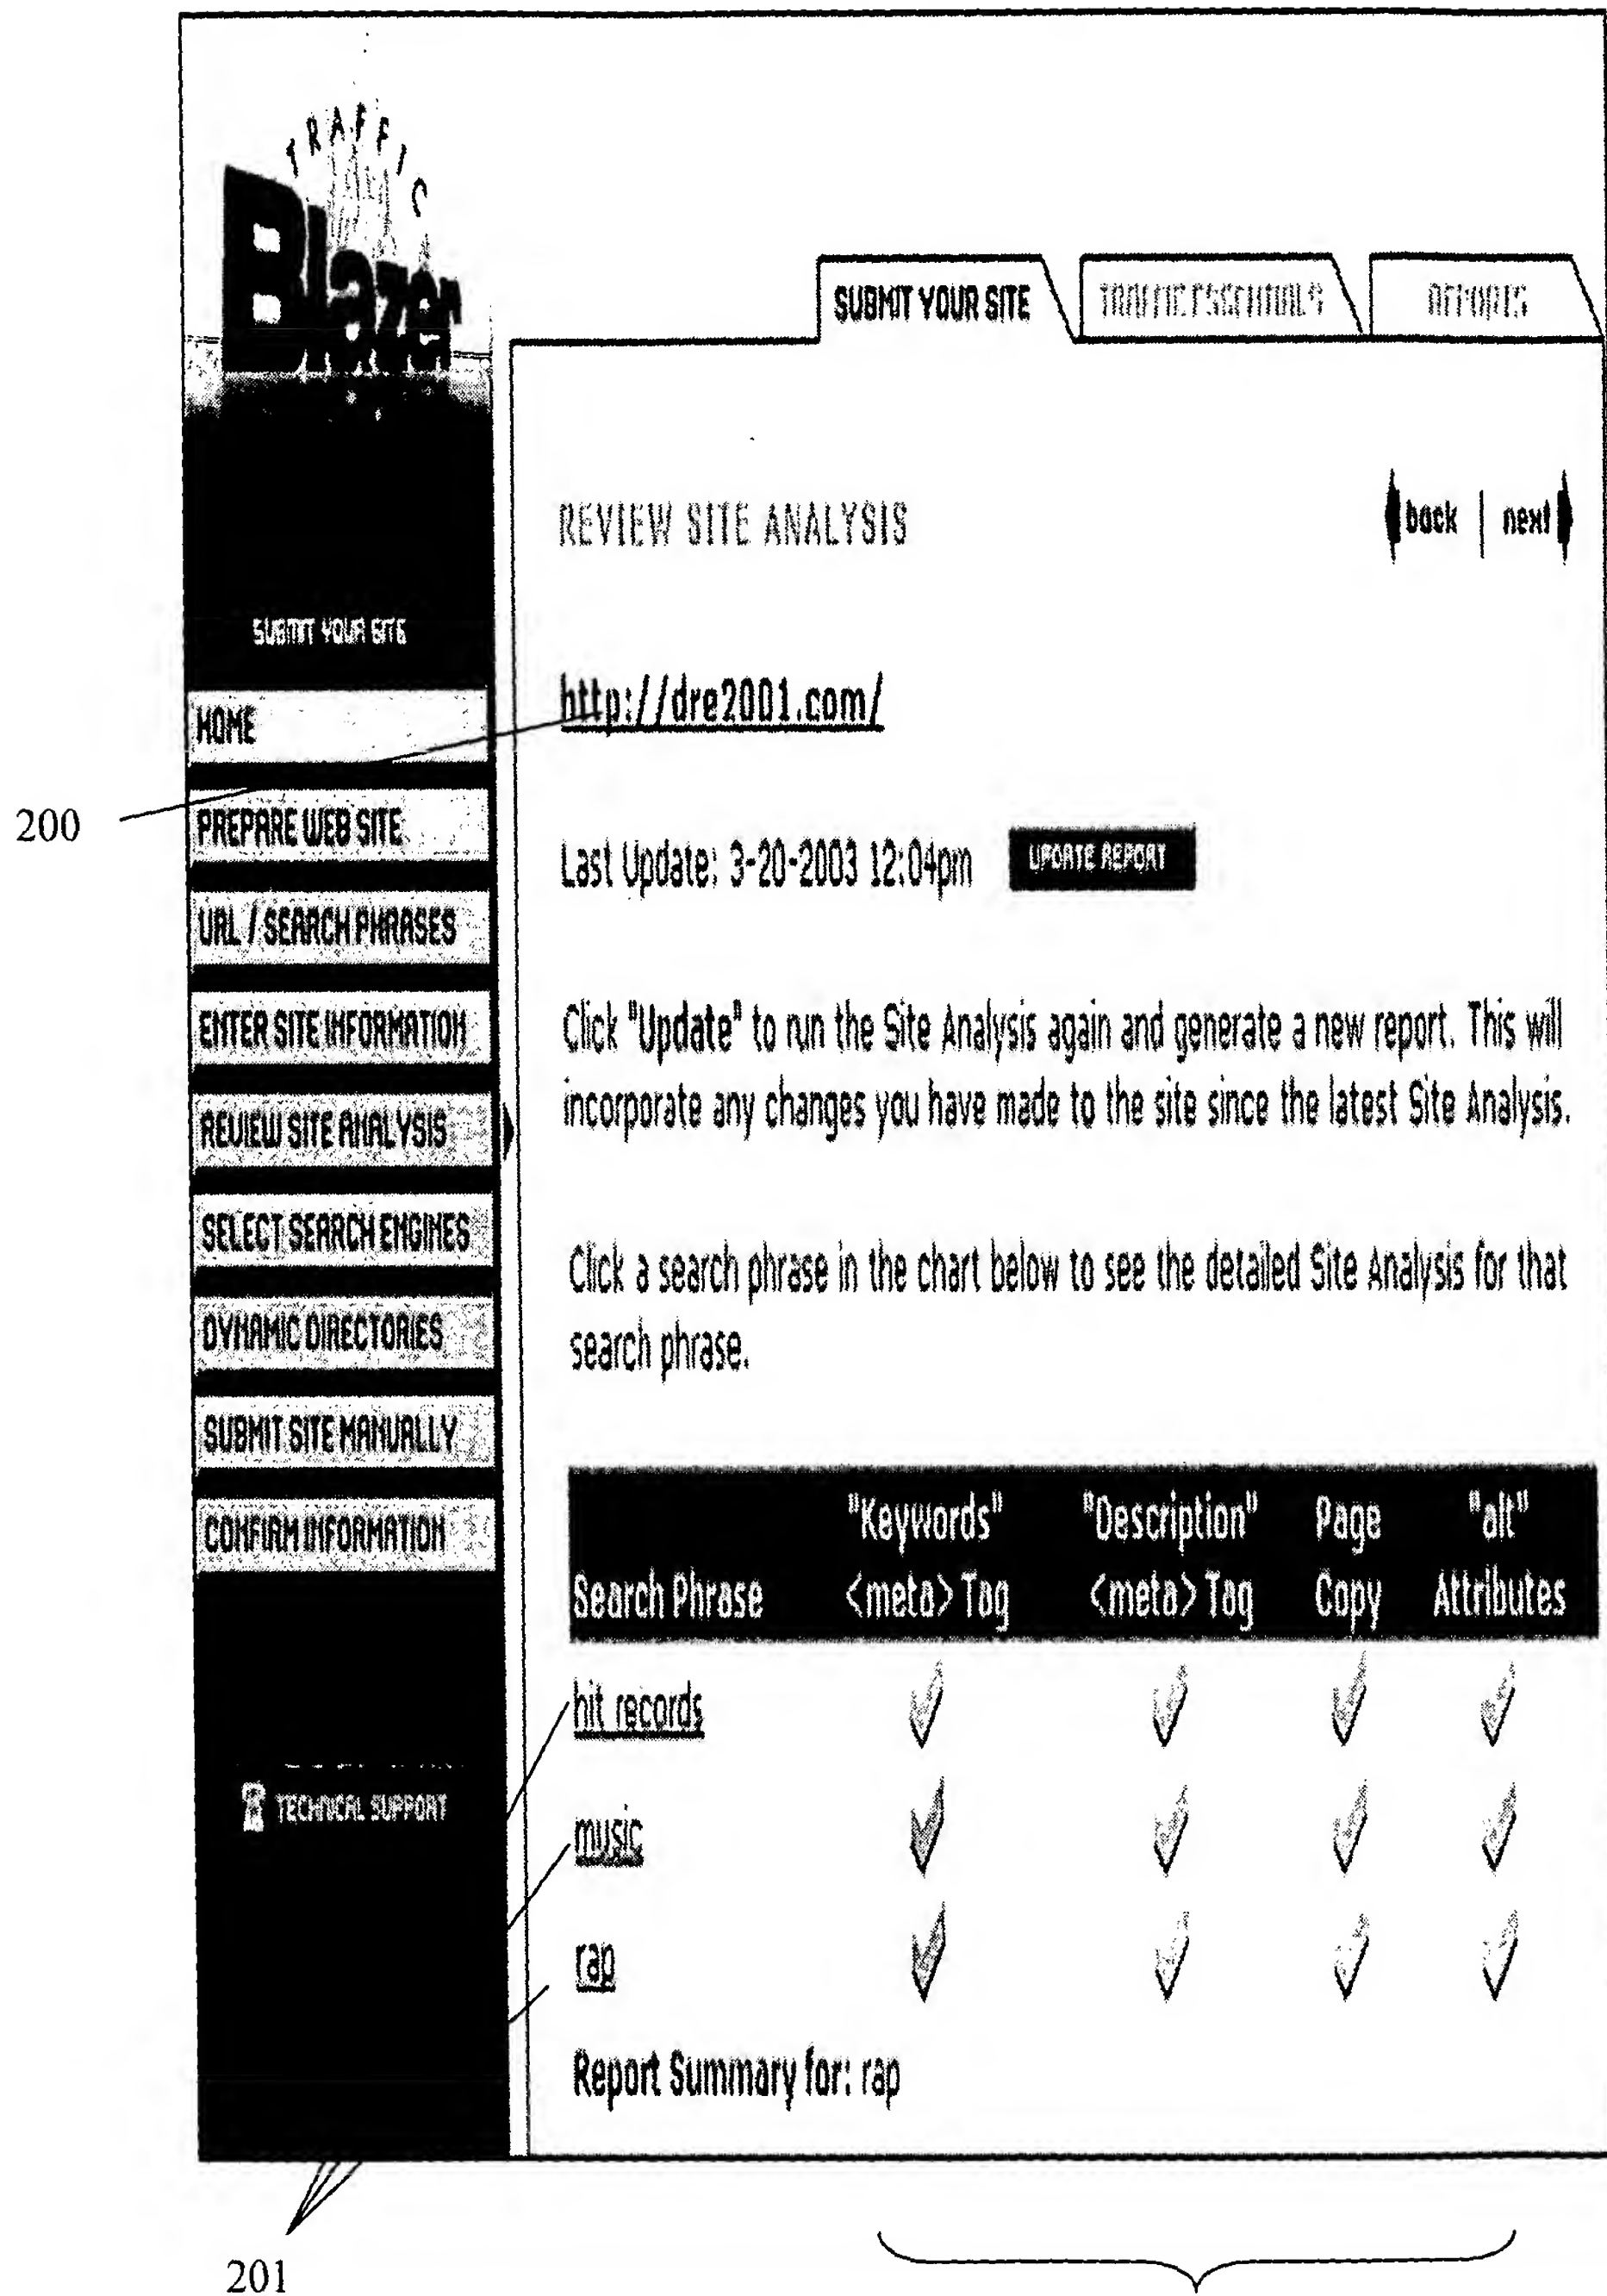 TRAFFIC
Blazer
SUBMIT YOUR SITE
TRAFFIC ESSENTIALS
REPORTS
REVIEW SITE ANALYSIS
back | next
SUBMIT YOUR SITE
HOME
PREPARE WEB SITE
URL / SEARCH PHRASES
ENTER SITE INFORMATION
REVIEW SITE ANALYSIS
SELECT SEARCH ENGINES
DYNAMIC DIRECTORIES
SUBMIT SITE MANUALLY
CONFIRM INFORMATION
TECHNICAL SUPPORT
http://dre2001.com/
200
Last Update: 3-20-2003 12:04pm
UPDATE REPORT
Click "Update" to run the Site Analysis again and generate a new report. This will
incorporate any changes you have made to the site since the latest Site Analysis.
Click a search phrase in the chart below to see the detailed Site Analysis for that
search phrase.
"Keywords" "Description" Page "alt"
Search Phrase <meta> Tag <meta> Tag Copy Attributes
hit records
music
rap
Report Summary for: rap
201